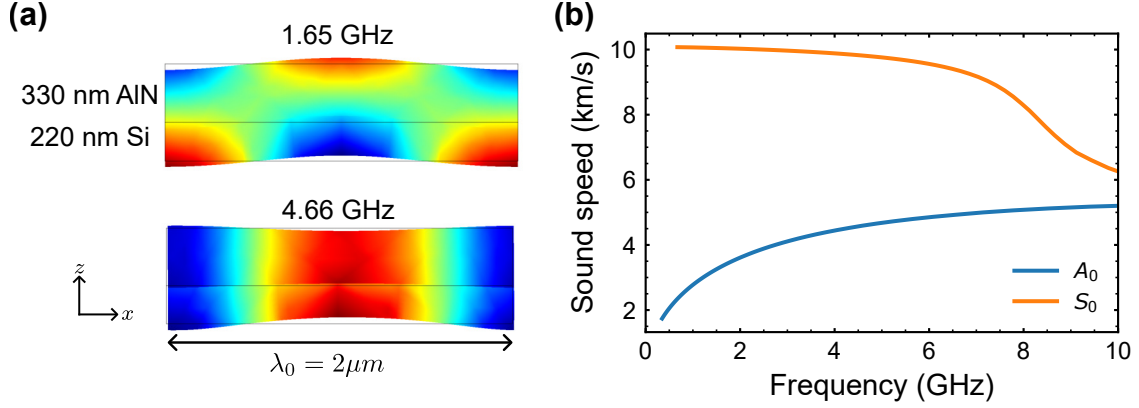 (a)
1.65 GHz
330 nm AlN
220 nm Si
4.66 GHz
z
x
λ₀ = 2μm
(b)
Sound speed (km/s)
10
8
6
4
2
0
2
4
6
8
10
Frequency (GHz)
A₀
S₀